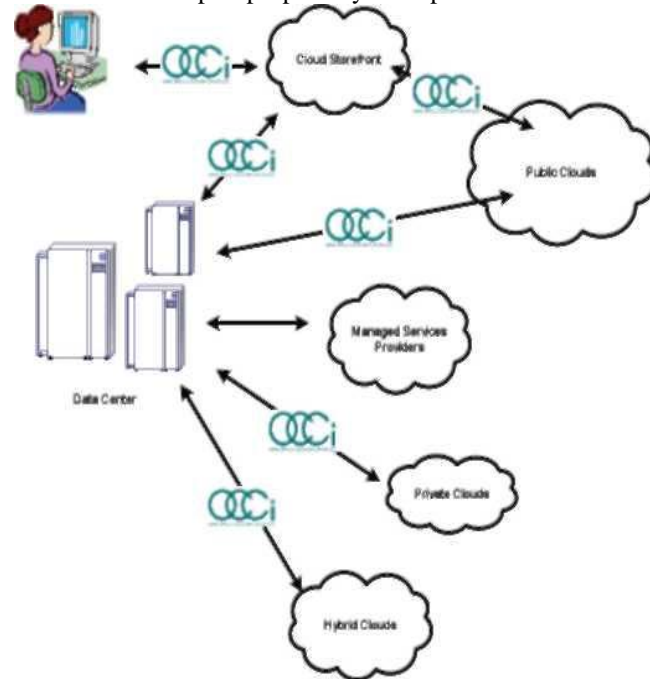 OCCi
Cloud Storefront
OCCi
OCCi
Public Clouds
OCCi
Managed Services
Providers
Data Center
OCCi
Private Clouds
OCCi
Hybrid Clouds